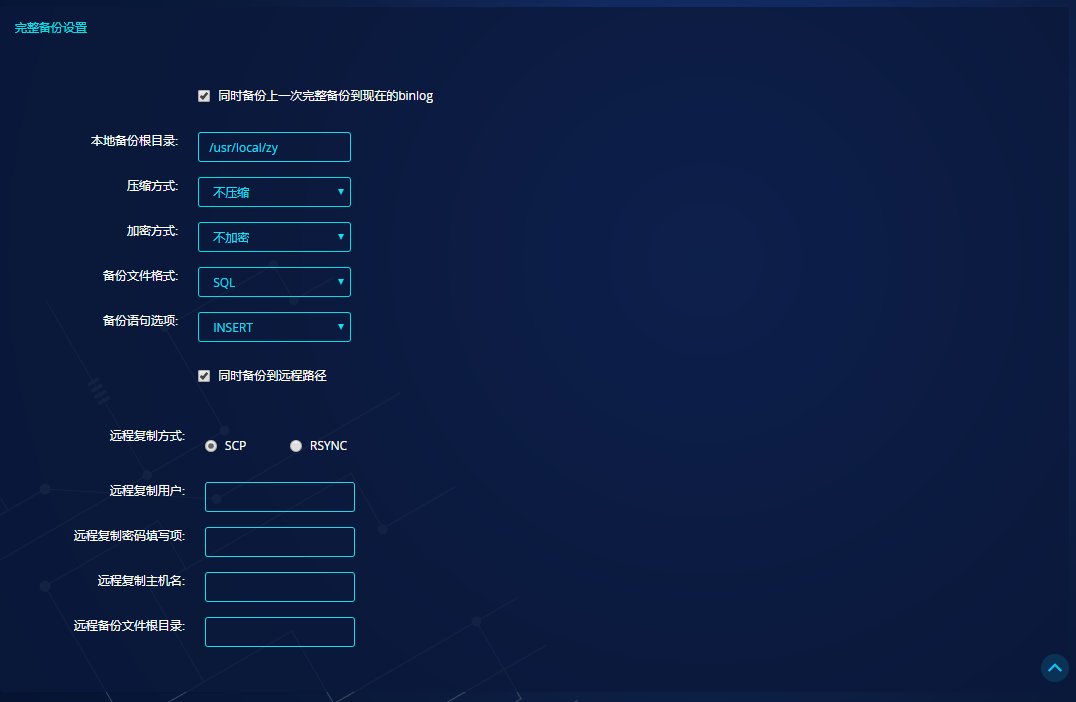 完整备份设置
同时备份上一次完整备份到现在的binlog
本地备份根目录: /usr/local/zy
压缩方式: 不压缩
加密方式: 不加密
备份文件格式: SQL
备份语句选项: INSERT
同时备份到远程路径
远程复制方式: SCP RSYNC
远程复制用户:
远程复制密码填写项:
远程复制主机名:
远程备份文件根目录: